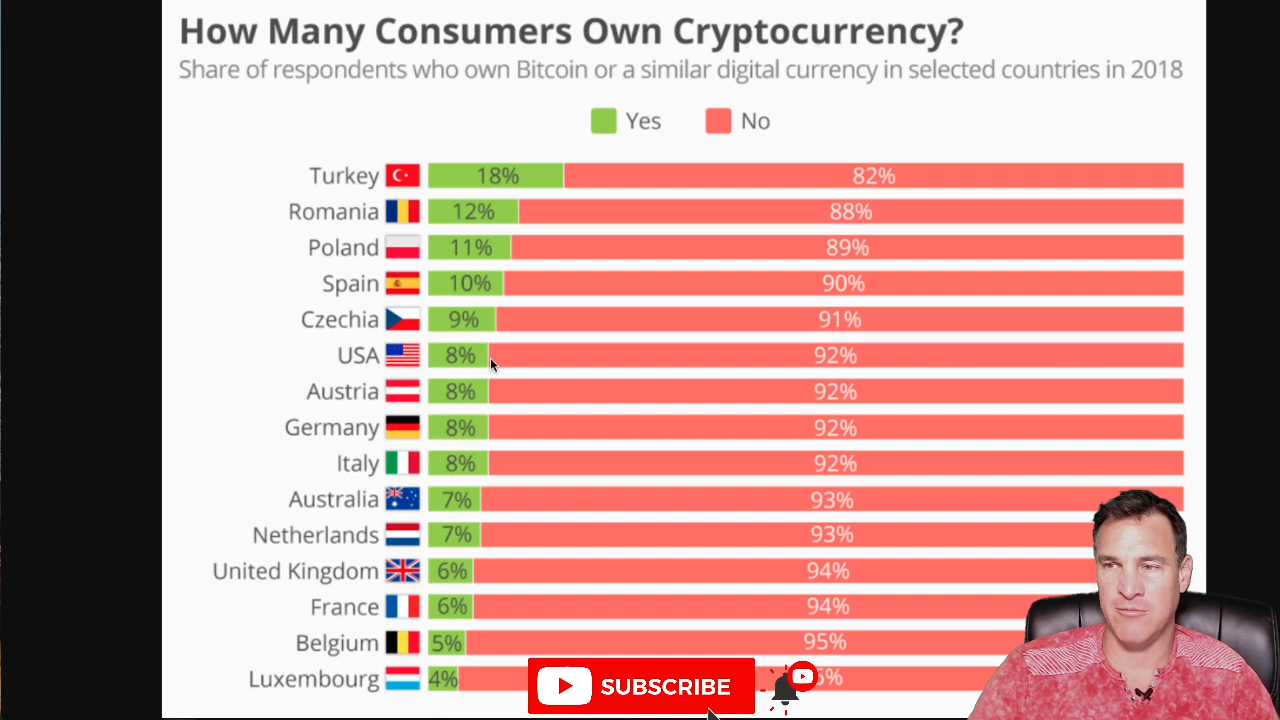 How Many Consumers Own Cryptocurrency?
Share of respondents who own Bitcoin or a similar digital currency in selected countries in 2018
Yes No
Turkey 18% 82%
Romania 12% 88%
Poland 11% 89%
Spain 10% 90%
Czechia 9% 91%
USA 8% 92%
Austria 8% 92%
Germany 8% 92%
Italy 8% 92%
Australia 7% 93%
Netherlands 7% 93%
United Kingdom 6% 94%
France 6% 94%
Belgium 5% 95%
Luxembourg 4%
SUBSCRIBE